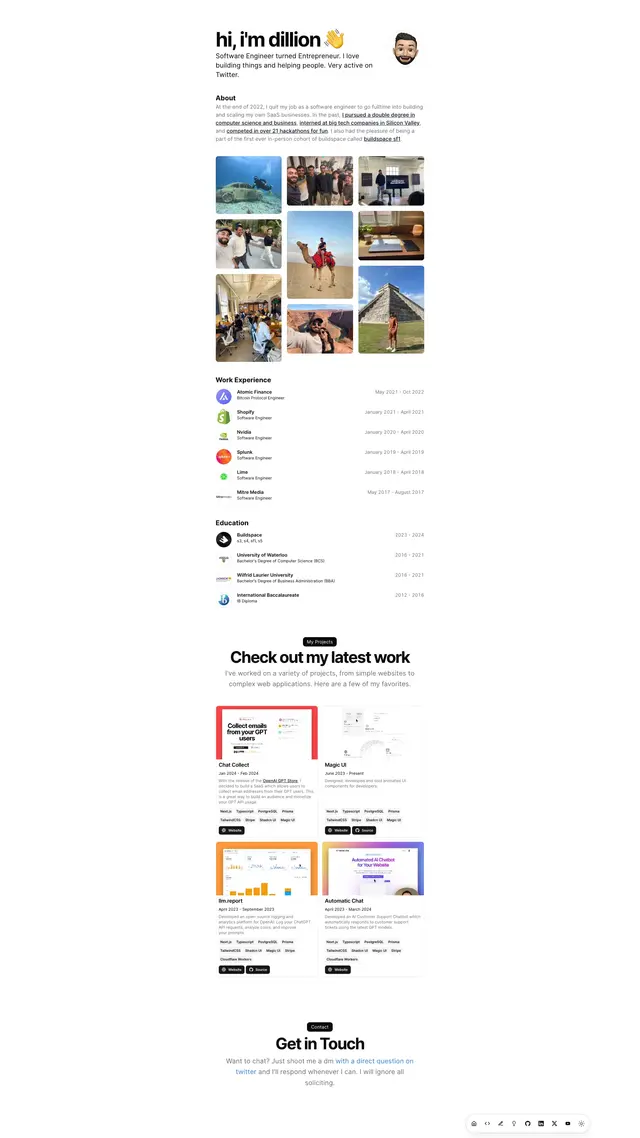 hi, i'm dillion 👋
Software Engineer turned Entrepreneur. I love
building things and helping people. Very active on
Twitter.
About
At the end of 2022, I quit my job as a software engineer to go fulltime into building
and scaling my own SaaS businesses. In the past, I pursued a double degree in
computer science and business, interned at big tech companies in Silicon Valley,
and competed in over 21 hackathons for fun. I also had the pleasure of being a
part of the first ever in-person cohort of buildspace called buildspace sf1.
Work Experience
Atomic Finance
May 2021 - Oct 2022
Bitcoin Protocol Engineer
Shopify
January 2021 - April 2021
Software Engineer
Nvidia
January 2020 - April 2020
Software Engineer
Splunk
January 2019 - April 2019
Software Engineer
Lime
January 2018 - April 2018
Software Engineer
Mitre Media
May 2017 - August 2017
Software Engineer
Education
Buildspace
2023 - 2024
s3, s4, sf1, s5
University of Waterloo
2016 - 2021
Bachelor's Degree of Computer Science (BCS)
Wilfrid Laurier University
2016 - 2021
Bachelor's Degree of Business Administration (BBA)
International Baccalaureate
2012 - 2016
IB Diploma
My Projects
Check out my latest work
I've worked on a variety of projects, from simple websites to
complex web applications. Here are a few of my favorites.
Collect emails
from your GPT
users
Chat Collect
Jan 2024 - Feb 2024
With the release of the OpenAI GPT Store, I
decided to build a SaaS which allows users to
collect email addresses from their GPT users. This
is a great way to build an audience and monetize
your GPT API usage.
Next.js Typescript PostgreSQL Prisma
TailwindCSS Stripe Shadcn UI Magic UI
Website
Magic UI
June 2023 - Present
Designed, developed and sold animated UI
components for developers.
Next.js Typescript PostgreSQL Prisma
TailwindCSS Stripe Shadcn UI Magic UI
Website Source
llm.report
April 2023 - September 2023
Developed an open-source logging and
analytics platform for OpenAI: Log your ChatGPT
API requests, analyze costs, and improve
your prompts.
Next.js Typescript PostgreSQL Prisma
TailwindCSS Shadcn UI Magic UI Stripe
Cloudflare Workers
Website Source
Automated AI Chatbot
for Your Website
Automatic Chat
April 2023 - March 2024
Developed an AI Customer Support Chatbot which
automatically responds to customer support
tickets using the latest GPT models.
Next.js Typescript PostgreSQL Prisma
TailwindCSS Shadcn UI Magic UI Stripe
Cloudflare Workers
Website
Contact
Get in Touch
Want to chat? Just shoot me a dm with a direct question on
twitter and I'll respond whenever I can. I will ignore all
soliciting.